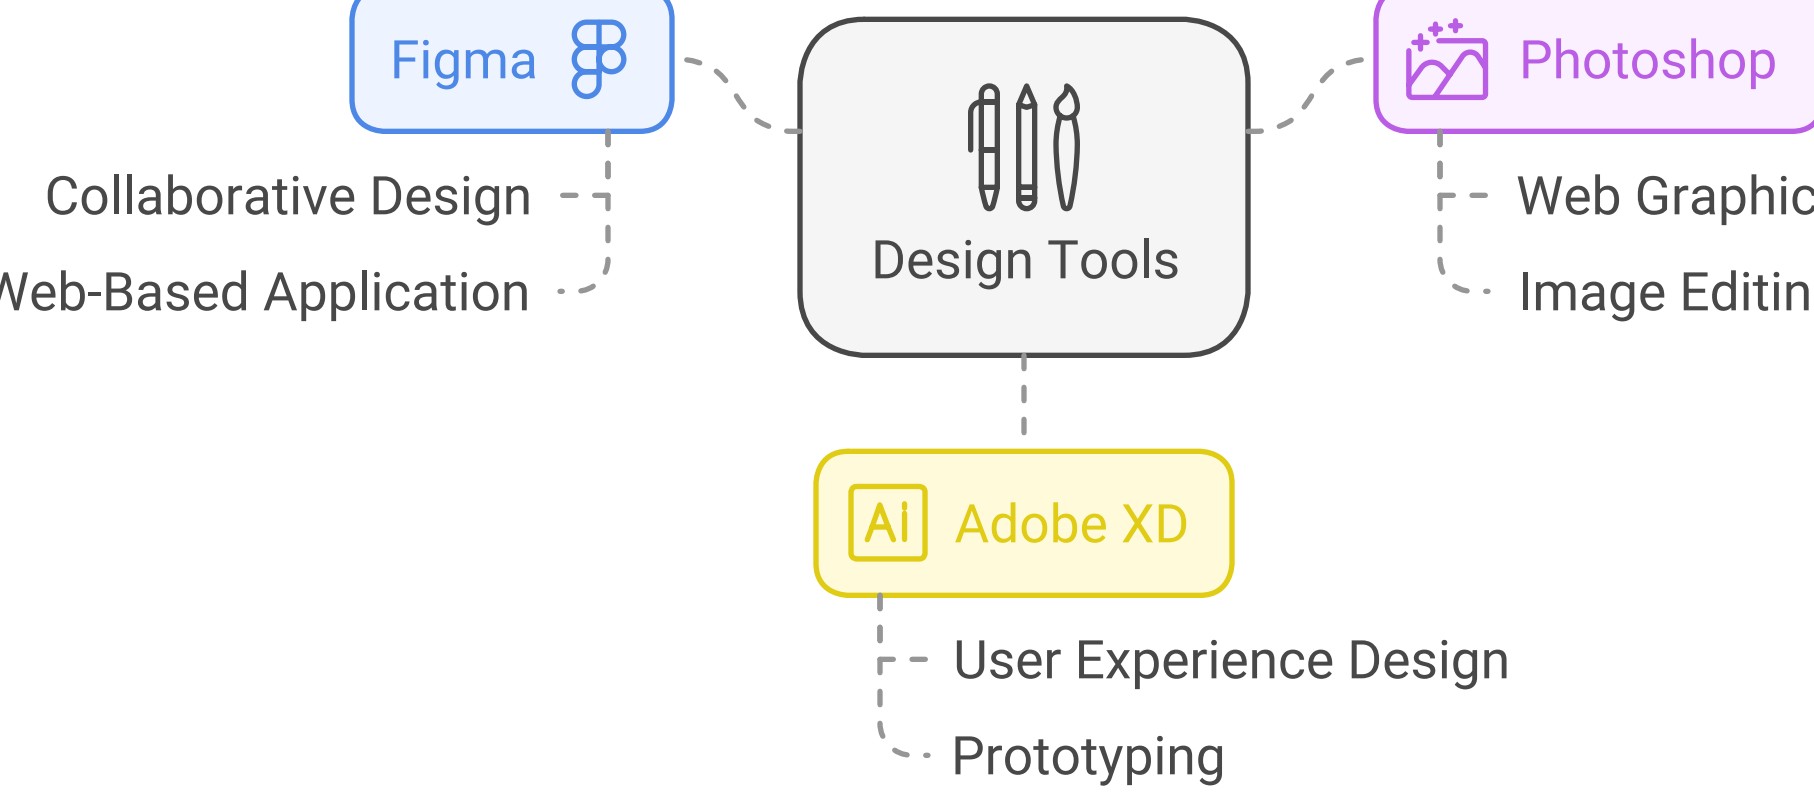 Figma
Collaborative Design
Web-Based Application
Design Tools
Photoshop
Web Graphic
Image Editin
Ai Adobe XD
User Experience Design
Prototyping